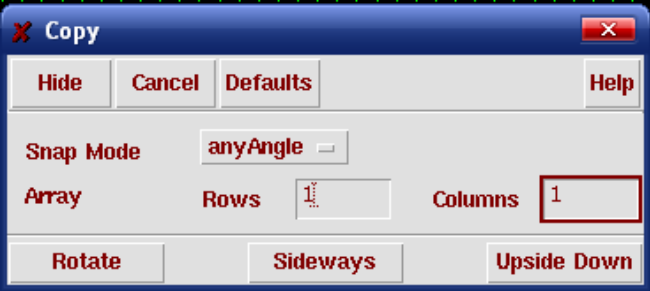 Copy
Hide Cancel Defaults Help
Snap Mode anyAngle
Array Rows 1 Columns 1
Rotate Sideways Upside Down